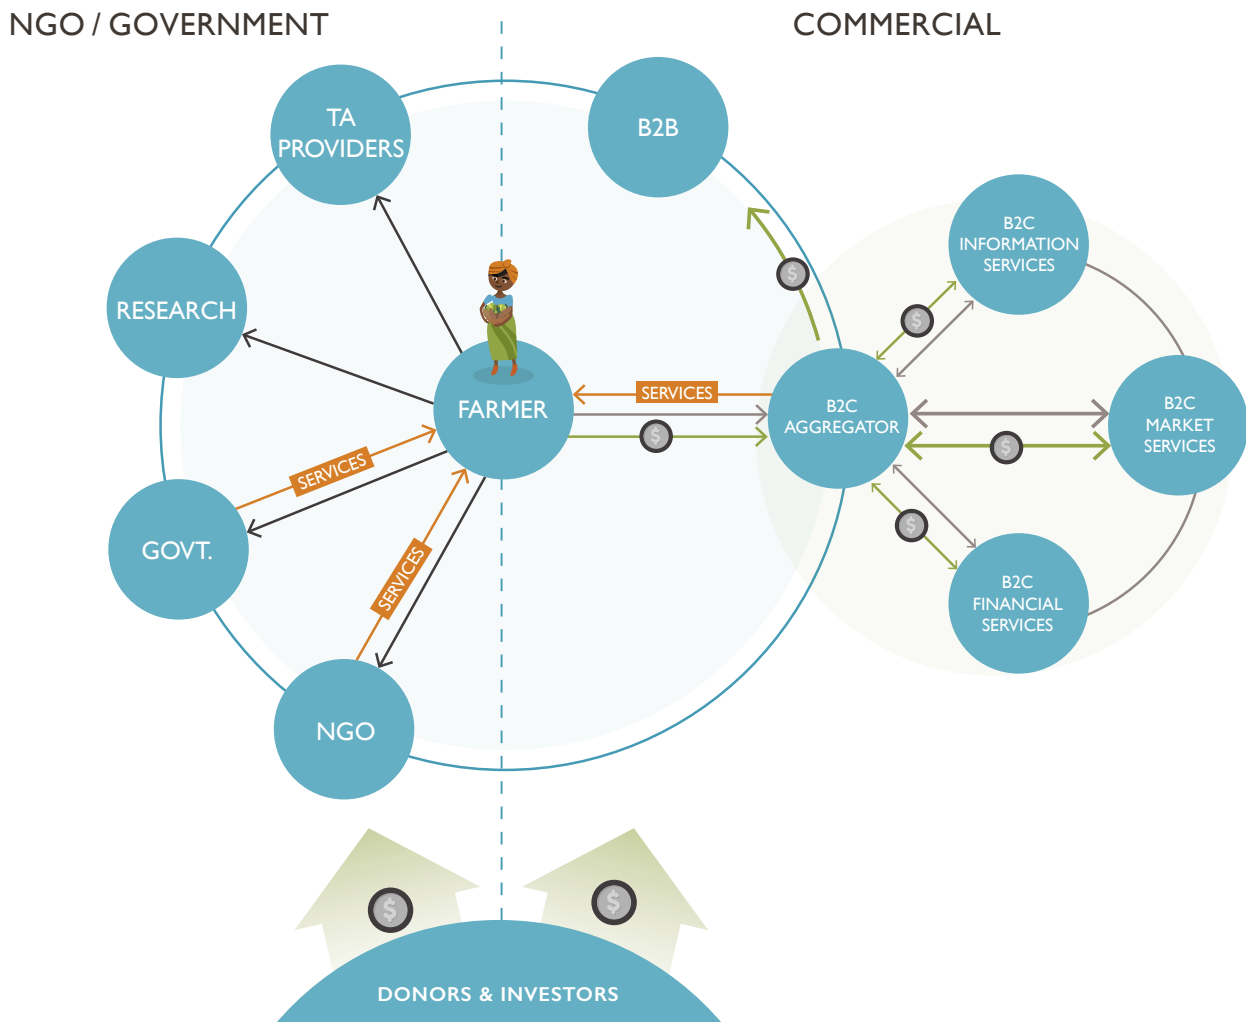 NGO / GOVERNMENT
COMMERCIAL
TA
PROVIDERS
B2B
RESEARCH
B2C
INFORMATION
SERVICES
FARMER
SERVICES
B2C
AGGREGATOR
B2C
MARKET
SERVICES
$
$
$
$
$
SERVICES
GOVT.
SERVICES
B2C
FINANCIAL
SERVICES
NGO
$
$
DONORS & INVESTORS